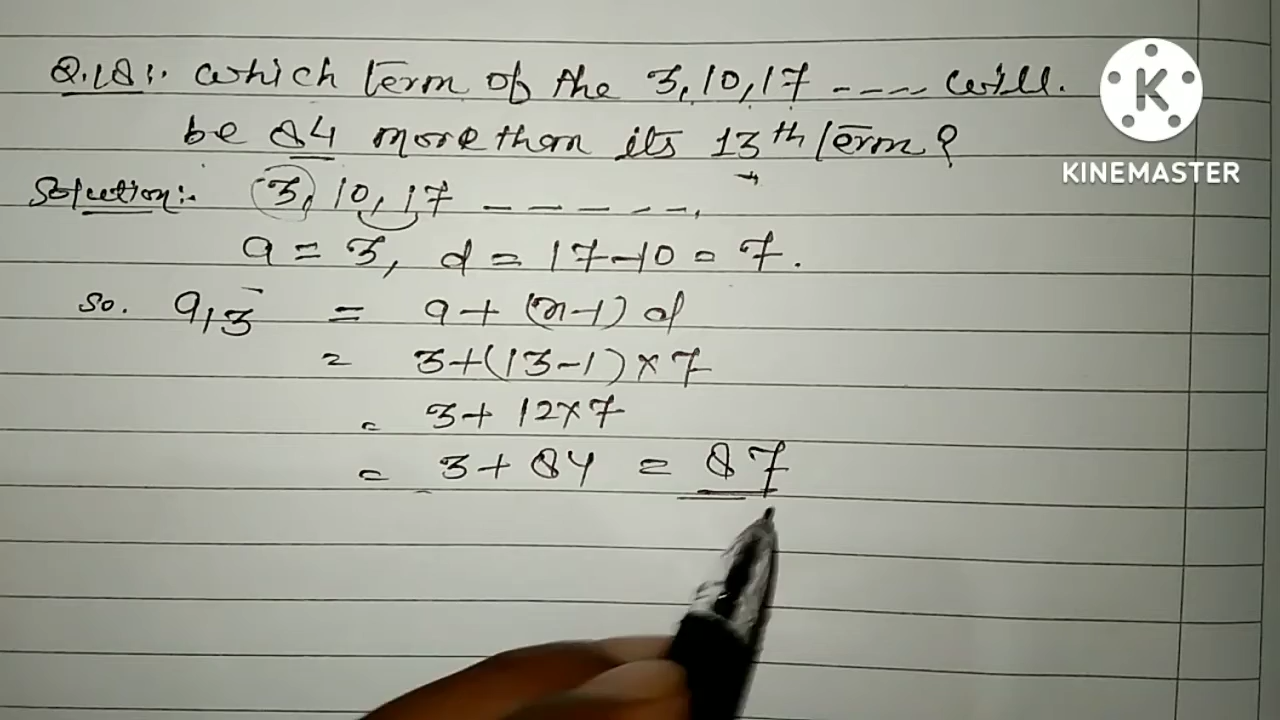 Q.18:. which term of the 3,10,17 ---- will.
be 84 more than its 13th term?
Solution:- 3, 10, 17 ------.
a = 3, d = 17-10 = 7.
so. a13 = a+(n-1) d
= 3+(13-1)×7
= 3+ 12×7
= 3+ 84 = 87
K
KINEMASTER